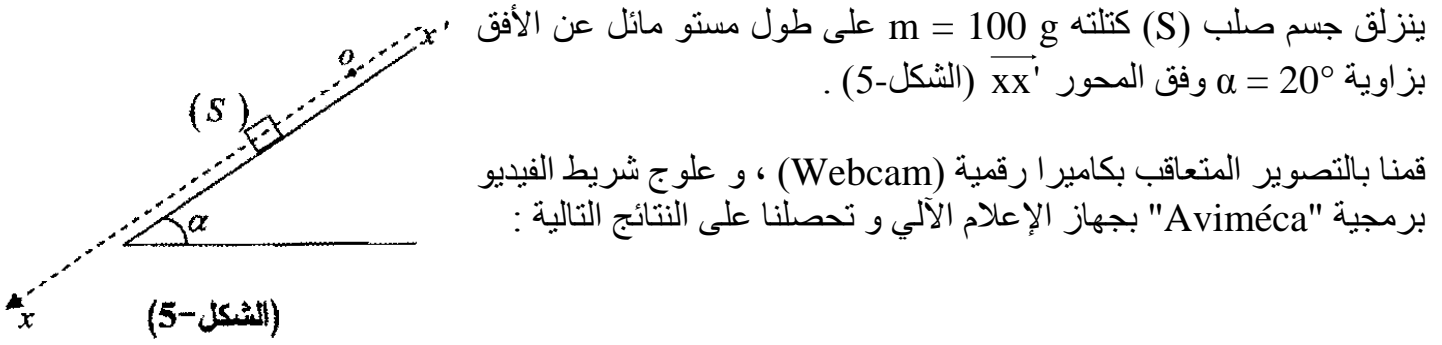 ينزلق جسم صلب (S) كتلته m = 100 g على طول مستو مائل عن الأفق
بزاوية α = 20° وفق المحور xx' (الشكل-5) .
قمنا بالتصوير المتعاقب بكاميرا رقمية (Webcam) ، و علوج شريط الفيديو
برمجية "Aviméca" بجهاز الإعلام الآلي و تحصلنا على النتائج التالية :
x'
o
(S)
α
x
(الشكل-5)